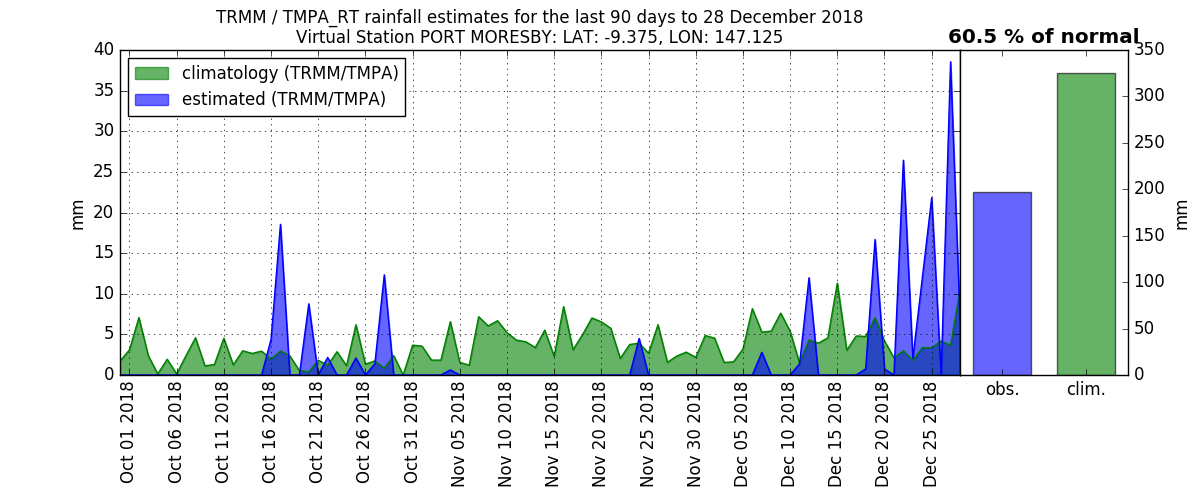 TRMM / TMPA_RT rainfall estimates for the last 90 days to 28 December 2018
Virtual Station PORT MORESBY: LAT: -9.375, LON: 147.125
60.5 % of normal
climatology (TRMM/TMPA)
estimated (TRMM/TMPA)
40
35
30
25
20
15
10
5
0
mm
350
300
250
200
150
100
50
0
mm
Oct 01 2018
Oct 06 2018
Oct 11 2018
Oct 16 2018
Oct 21 2018
Oct 26 2018
Oct 31 2018
Nov 05 2018
Nov 10 2018
Nov 15 2018
Nov 20 2018
Nov 25 2018
Nov 30 2018
Dec 05 2018
Dec 10 2018
Dec 15 2018
Dec 20 2018
Dec 25 2018
obs.
clim.